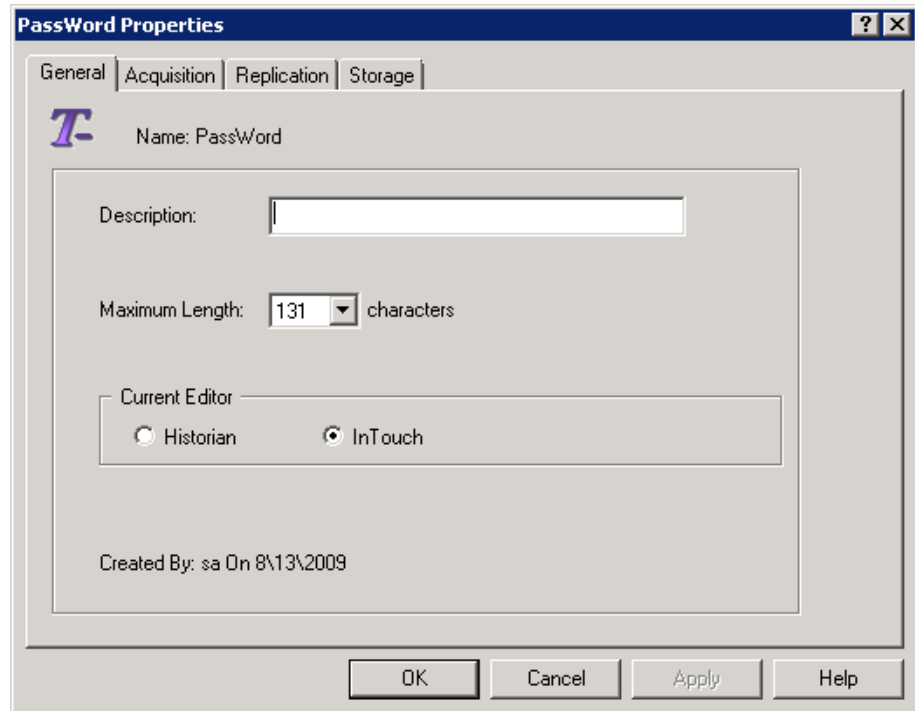 PassWord Properties
General Acquisition Replication Storage
Name: PassWord
Description:
Maximum Length: 131 characters
Current Editor
Historian InTouch
Created By: sa On 8\13\2009
OK Cancel Apply Help